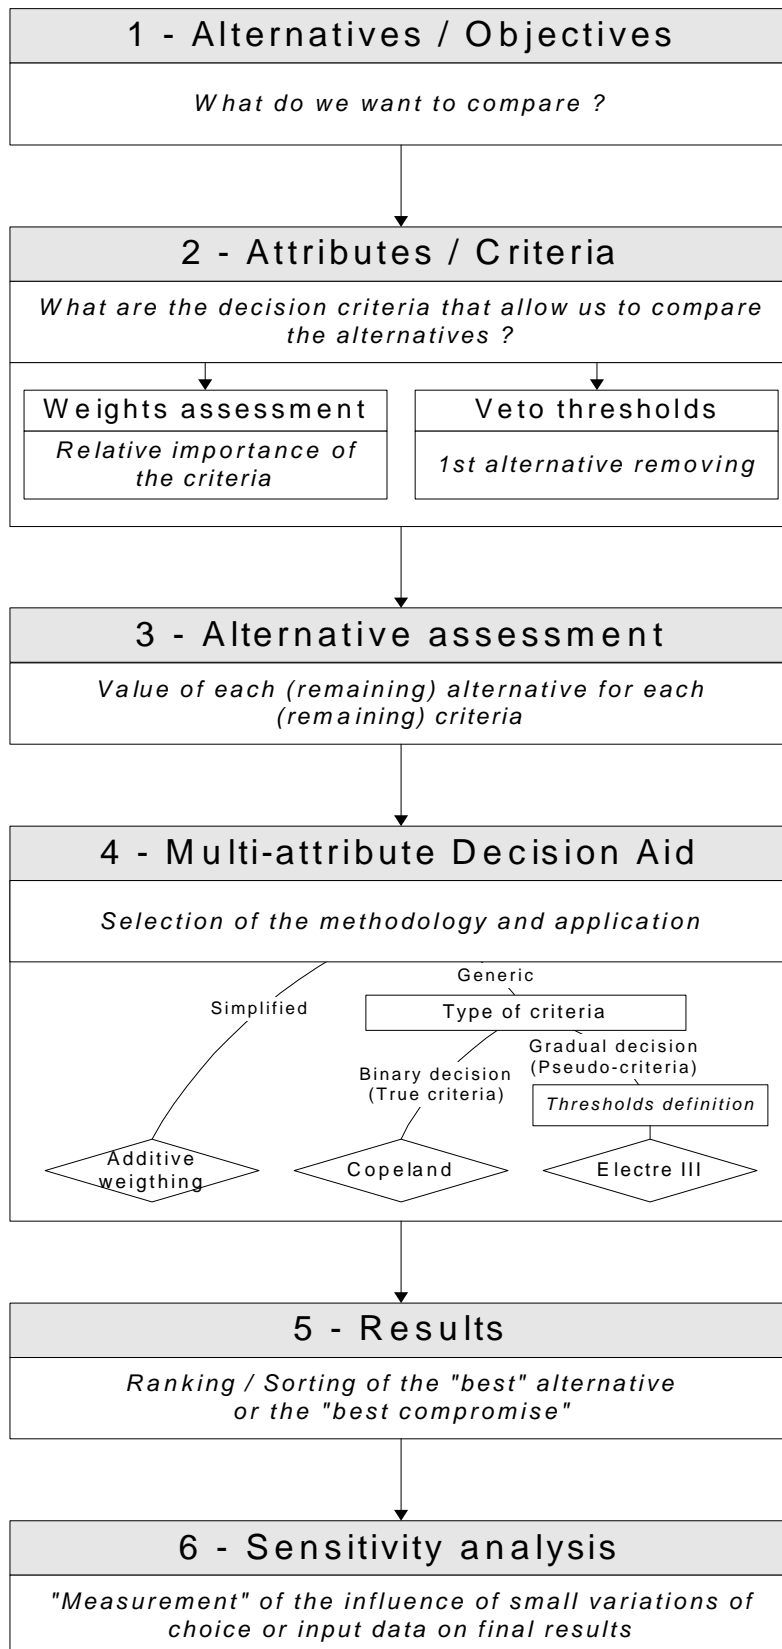 1 - Alternatives / Objectives
What do we want to compare ?
2 - Attributes / Criteria
What are the decision criteria that allow us to compare
the alternatives ?
Weights assessment
Relative importance of
the criteria
Veto thresholds
1st alternative removing
3 - Alternative assessment
Value of each (remaining) alternative for each
(remaining) criteria
4 - Multi-attribute Decision Aid
Selection of the methodology and application
Simplified
Generic
Type of criteria
Binary decision
(True criteria)
Gradual decision
(Pseudo-criteria)
Thresholds definition
Additive
weigthing
Copeland
Electre III
5 - Results
Ranking / Sorting of the "best" alternative
or the "best compromise"
6 - Sensitivity analysis
"Measurement" of the influence of small variations of
choice or input data on final results